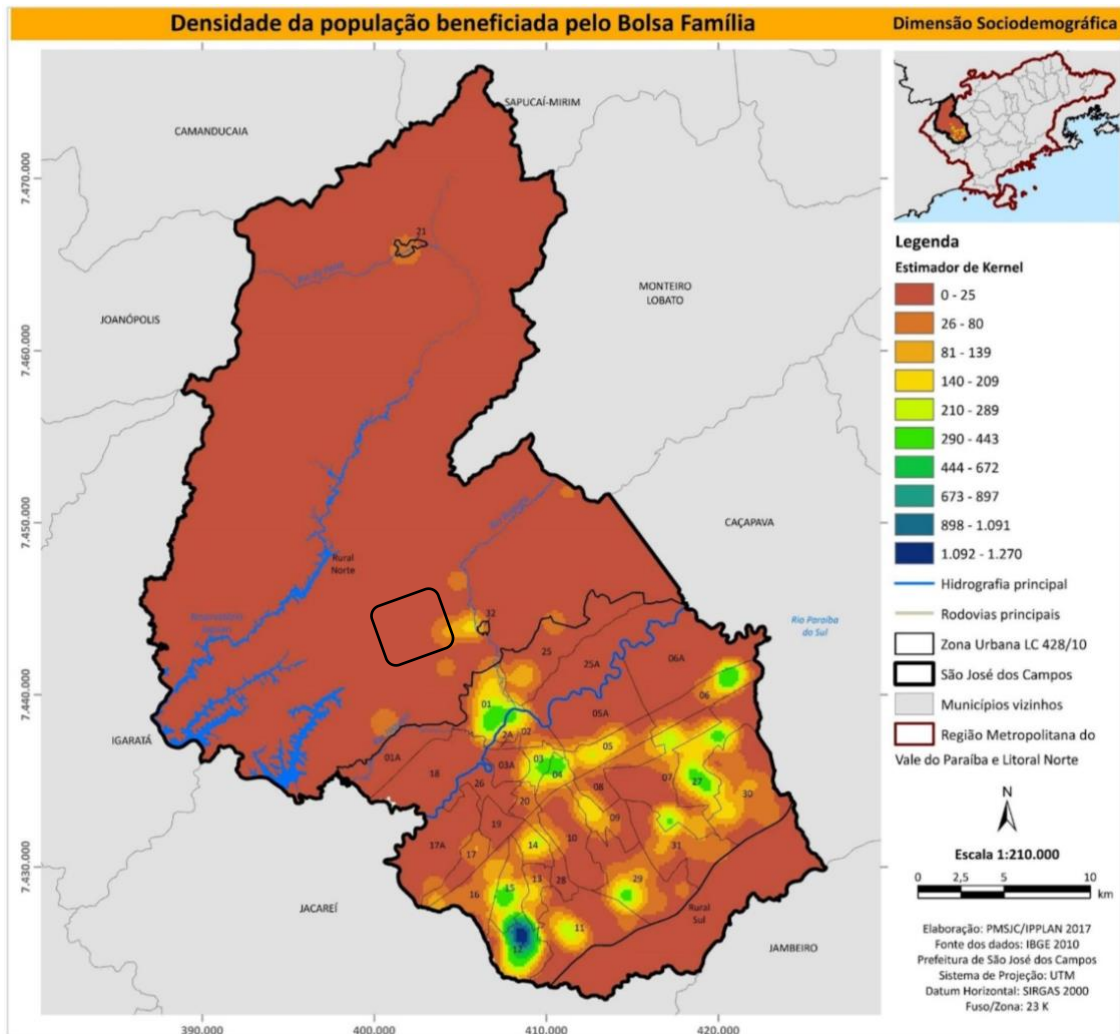 Densidade da população beneficiada pelo Bolsa Família
Dimensão Sociodemográfica
SAPUCAÍ-MIRIM
CAMANDUCAIA
7.470.000
21
MONTEIRO
LOBATO
JOANÓPOLIS
7.460.000
CAÇAPAVA
7.450.000
Rural
Norte
32
Rio Paraíba
do Sul
25
25A
06A
7.440.000
06
01
05A
02
2A
IGARATÁ
01A
05
03A
03
04
18
07
27
26
08
30
20
09
19
10
17A
14
31
17
7.430.000
13
28
29
15
16
Rural
Sul
11
12
JACAREÍ
JAMBEIRO
390.000
400.000
410.000
420.000
Legenda
Estimador de Kernel
0 - 25
26 - 80
81 - 139
140 - 209
210 - 289
290 - 443
444 - 672
673 - 897
898 - 1.091
1.092 - 1.270
Hidrografia principal
Rodovias principais
Zona Urbana LC 428/10
São José dos Campos
Municípios vizinhos
Região Metropolitana do
Vale do Paraíba e Litoral Norte
N
Escala 1:210.000
0 2,5 5 10
km
Elaboração: PMSJC/IPPLAN 2017
Fonte dos dados: IBGE 2010
Prefeitura de São José dos Campos
Sistema de Projeção: UTM
Datum Horizontal: SIRGAS 2000
Fuso/Zona: 23 K